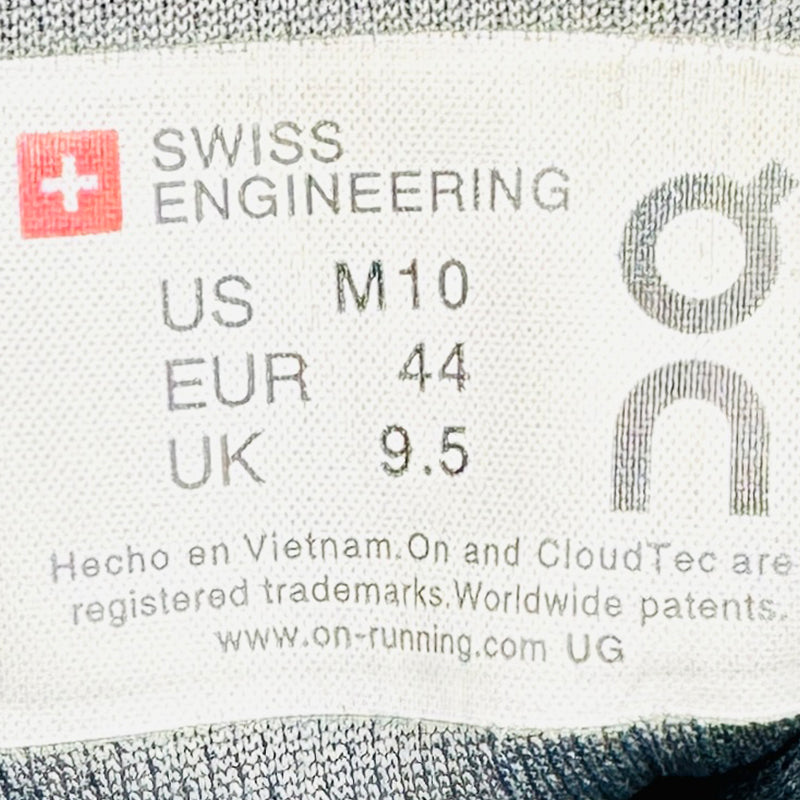 SWISS
ENGINEERING
US M10
EUR 44
UK 9.5
on
Hecho en Vietnam.On and CloudTec are
registered trademarks.Worldwide patents.
www.on-running.com UG